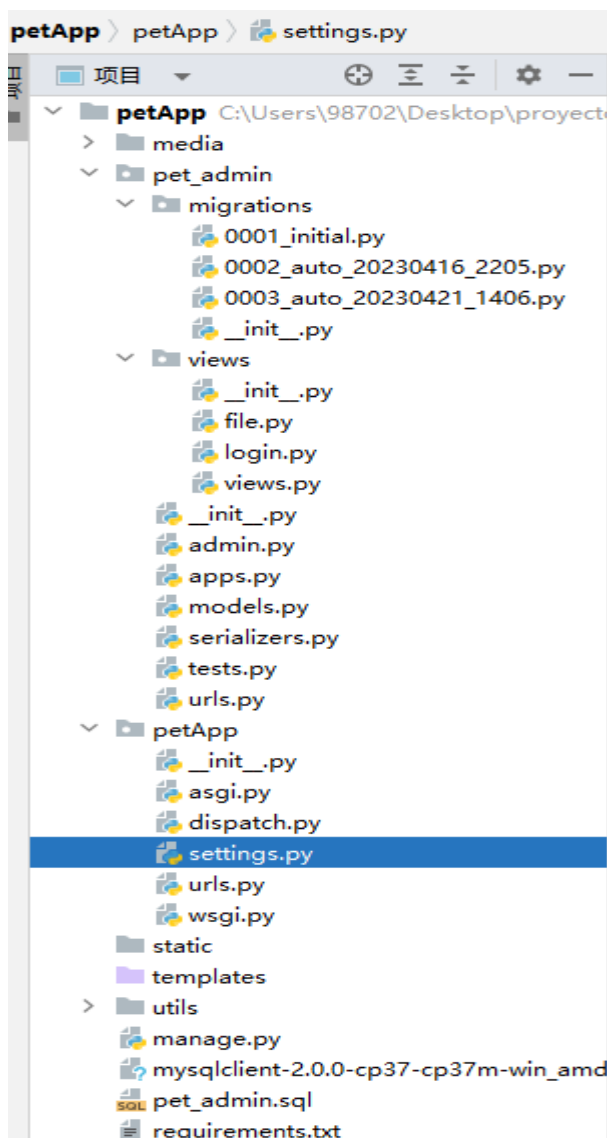 petApp 〉 petApp 〉 settings.py
项目
petApp C:\Users\98702\Desktop\proyect
media
pet_admin
migrations
0001_initial.py
0002_auto_20230416_2205.py
0003_auto_20230421_1406.py
__init__.py
views
__init__.py
file.py
login.py
views.py
__init__.py
admin.py
apps.py
models.py
serializers.py
tests.py
urls.py
petApp
__init__.py
asgi.py
dispatch.py
settings.py
urls.py
wsgi.py
static
templates
utils
manage.py
mysqlclient-2.0.0-cp37-cp37m-win_amd
pet_admin.sql
requirements.txt